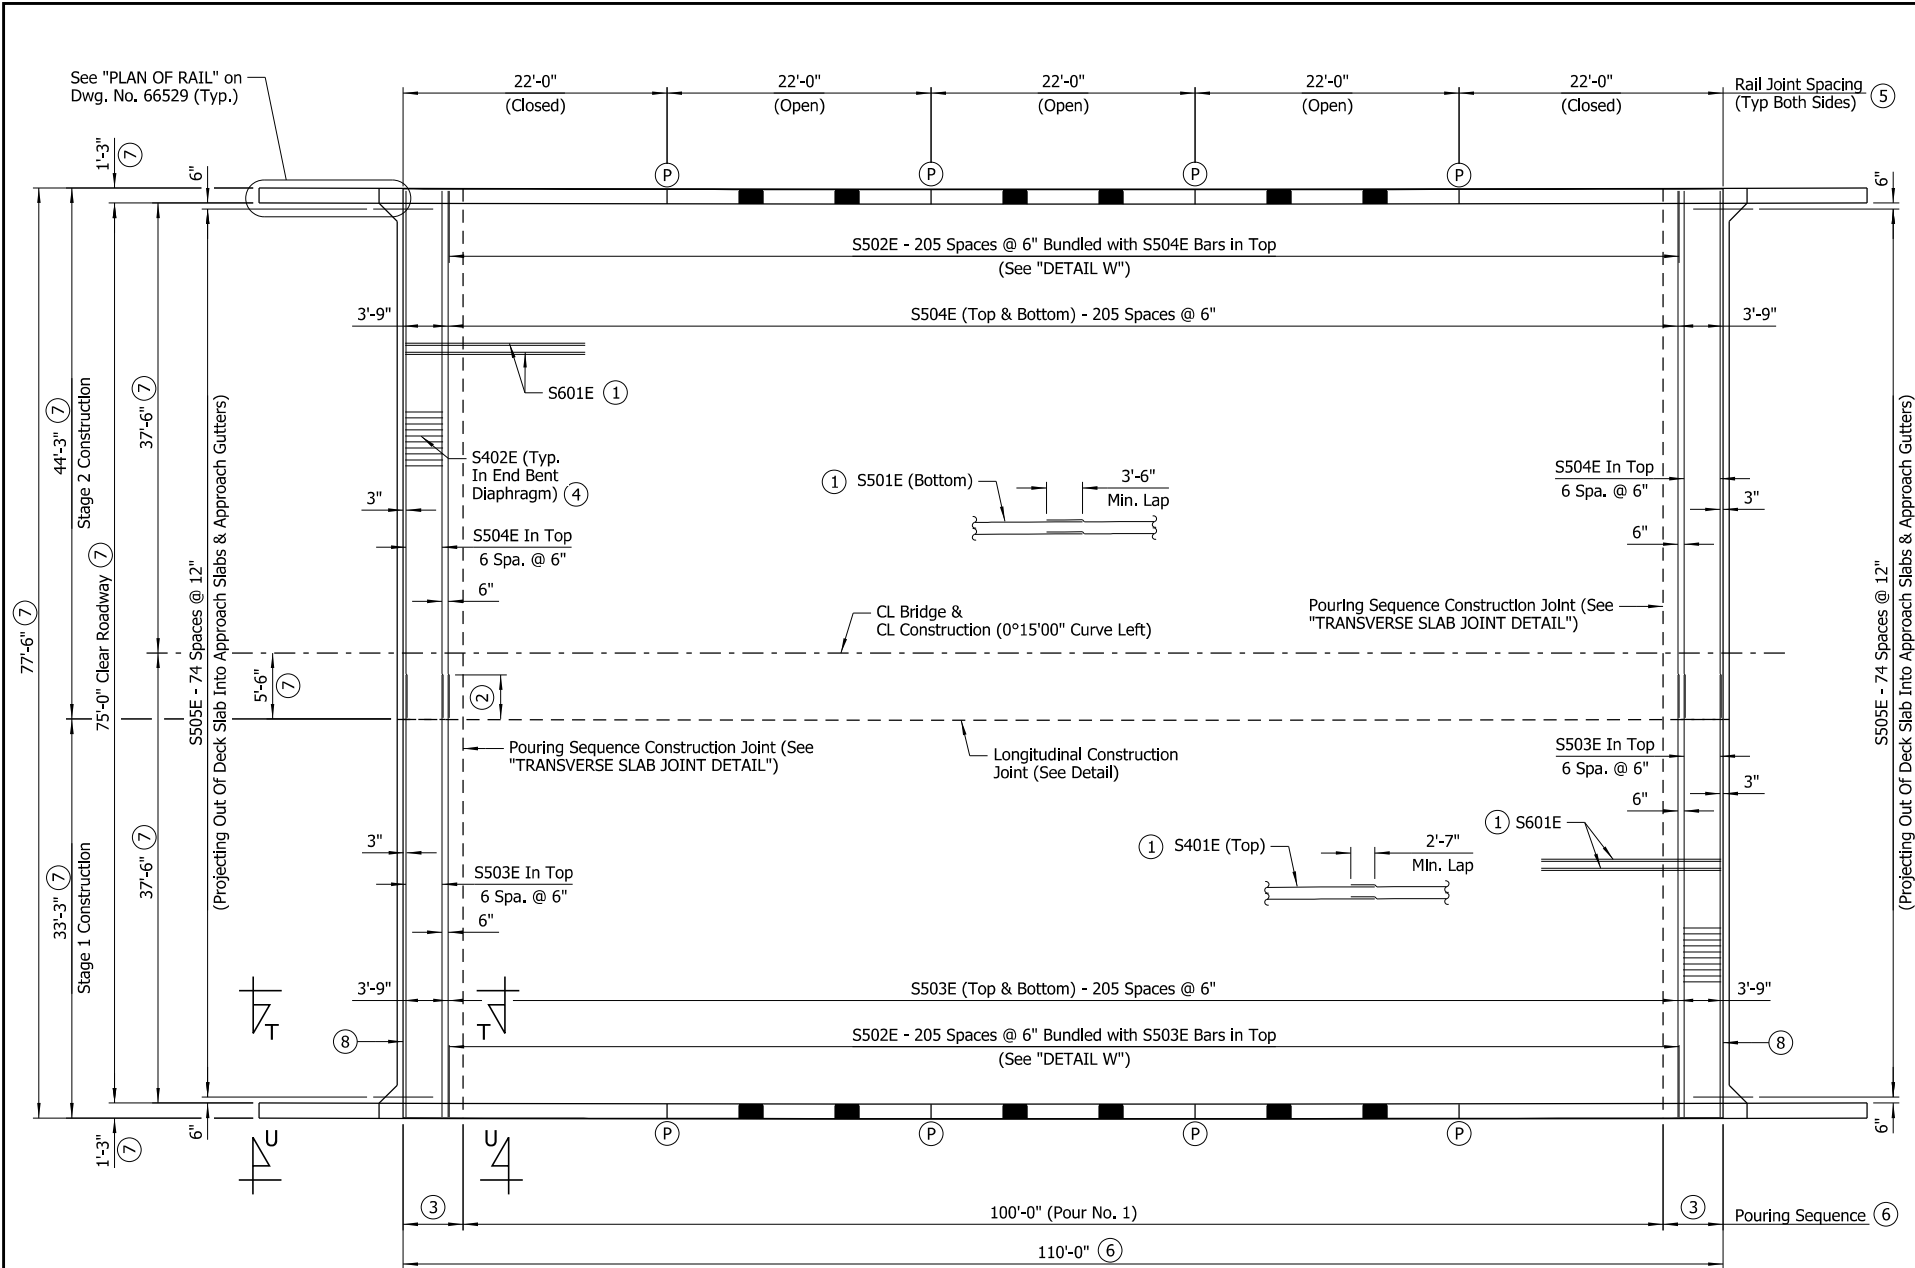 See "PLAN OF RAIL" on
Dwg. No. 66529 (Typ.)
22'-0"
(Closed)
22'-0"
(Open)
22'-0"
(Open)
22'-0"
(Open)
22'-0"
(Closed)
Rail Joint Spacing
(Typ Both Sides) 5
1'-3" 7
6"
6"
P
P
P
P
S502E - 205 Spaces @ 6" Bundled with S504E Bars in Top
(See "DETAIL W")
3'-9"
S504E (Top & Bottom) - 205 Spaces @ 6"
3'-9"
S601E 1
S402E (Typ.
In End Bent
Diaphragm) 4
1 S501E (Bottom)
3'-6"
Min. Lap
S504E In Top
6 Spa. @ 6"
3"
3"
S504E In Top
6 Spa. @ 6"
6"
6"
77'-6" 7
44'-3" 7
Stage 2 Construction
75'-0" Clear Roadway 7
37'-6" 7
S505E - 74 Spaces @ 12"
(Projecting Out Of Deck Slab Into Approach Slabs & Approach Gutters)
S505E - 74 Spaces @ 12"
(Projecting Out Of Deck Slab Into Approach Slabs & Approach Gutters)
CL Bridge &
CL Construction (0°15'00" Curve Left)
Pouring Sequence Construction Joint (See
"TRANSVERSE SLAB JOINT DETAIL")
5'-6" 7
2
Pouring Sequence Construction Joint (See
"TRANSVERSE SLAB JOINT DETAIL")
Longitudinal Construction
Joint (See Detail)
S503E In Top
6 Spa. @ 6"
3"
6"
33'-3" 7
Stage 1 Construction
37'-6" 7
3"
S503E In Top
6 Spa. @ 6"
6"
1 S401E (Top)
2'-7"
Min. Lap
1 S601E
3'-9"
S503E (Top & Bottom) - 205 Spaces @ 6"
3'-9"
T
T
8
S502E - 205 Spaces @ 6" Bundled with S503E Bars in Top
(See "DETAIL W")
8
1'-3" 7
6"
6"
U
U
P
P
P
P
3
100'-0" (Pour No. 1)
3
Pouring Sequence 6
110'-0" 6